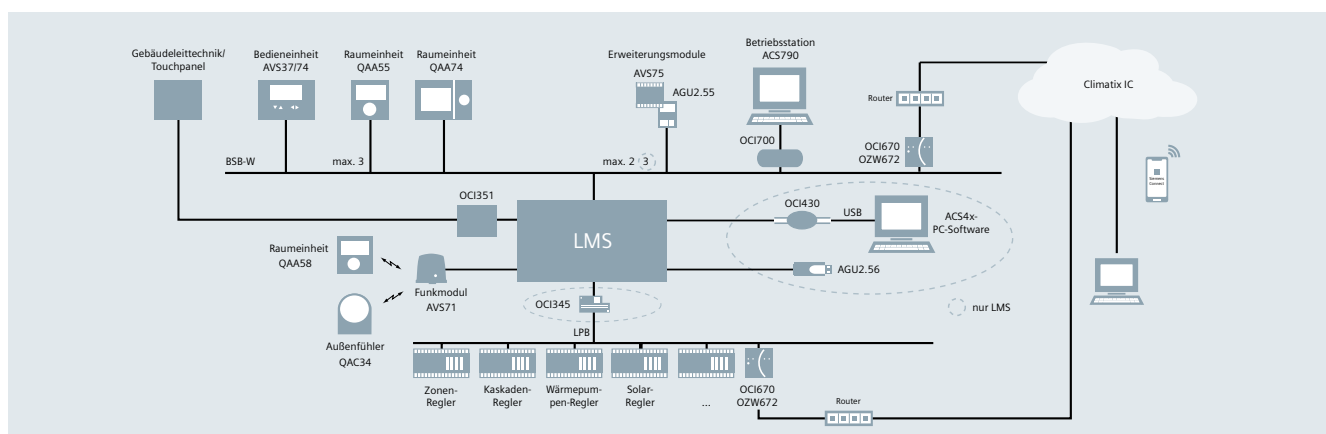 Gebäudeleittechnik/
Touchpanel
Bedieneinheit
AVS37/74
Raumeinheit
QAA55
Raumeinheit
QAA74
Erweiterungsmodule
AVS75
AGU2.55
Betriebsstation
ACS790
OCI700
Router
OCI670
OZW672
Climatix IC
BSB-W
max. 3
max. 2 3
Siemens
Connect
OCI351
LMS
OCI430
USB
ACS4x-
PC-Software
Raumeinheit
QAA58
AGU2.56
Funkmodul
AVS71
OCI345
nur LMS
Außenfühler
QAC34
LPB
Zonen-
Regler
Kaskaden-
Regler
Wärmepum-
pen-Regler
Solar-
Regler
...
OCI670
OZW672
Router